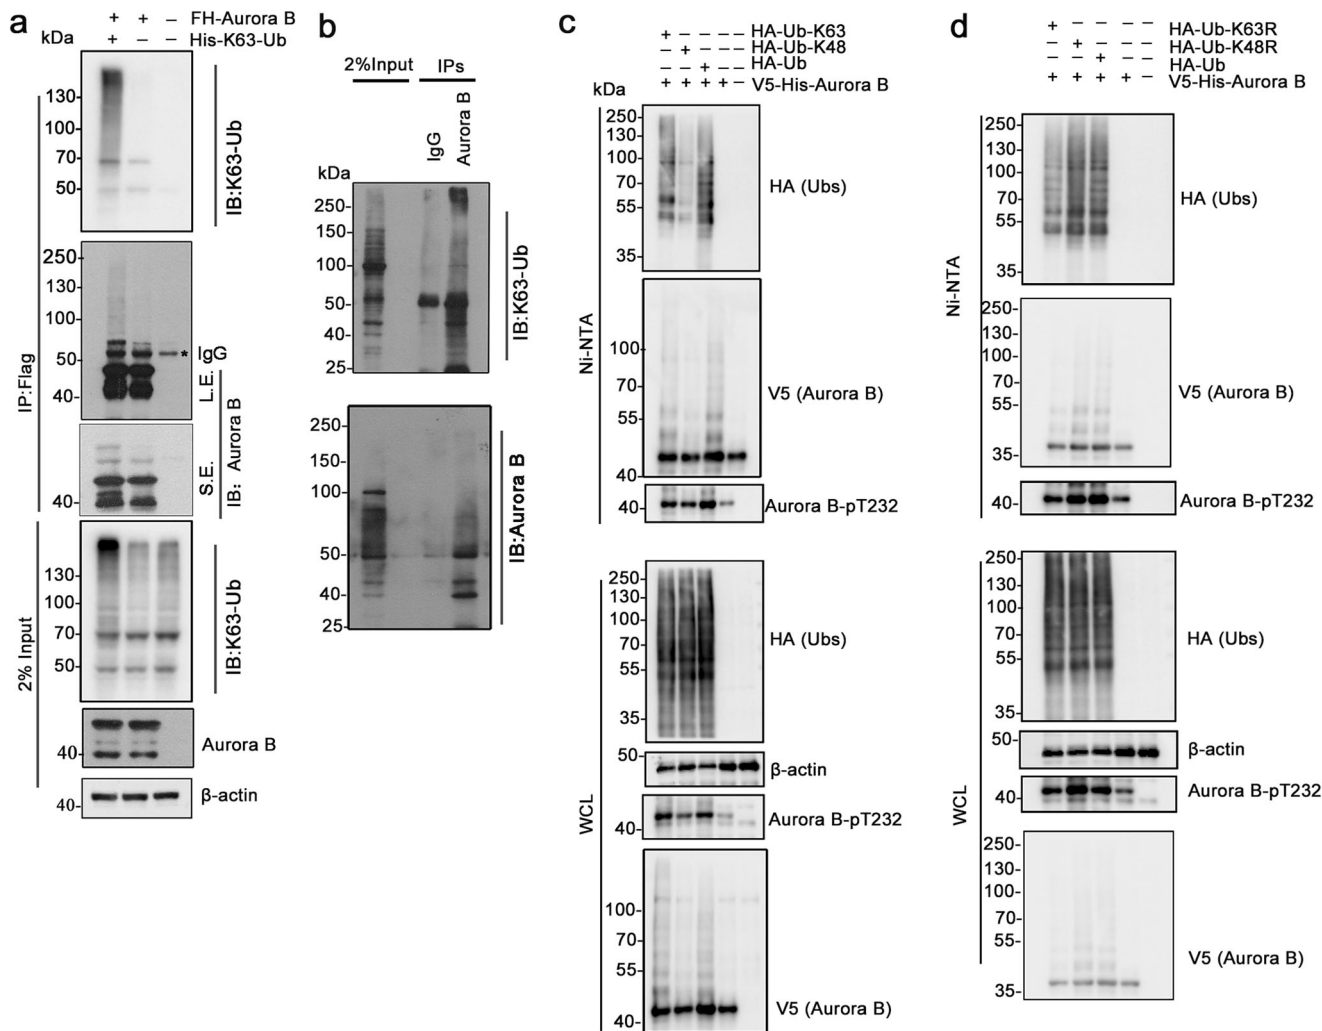 a
+ + – FH-Aurora B
kDa + – – His-K63-Ub
130-
100-
70-
50-
IB:K63-Ub
250-
130-
100-
50-
40-
* IgG
L.E.
S.E.
IB: Aurora B
40-
IP:Flag
130-
100-
70-
50-
IB:K63-Ub
40-
Aurora B
40-
β-actin
2% Input
b
2%Input IPs
IgG
Aurora B
kDa
250-
150-
100-
50-
40-
25-
IB:K63-Ub
250-
150-
100-
50-
40-
25-
IB:Aurora B
c
+ – – – – HA-Ub-K63
– + – – – HA-Ub-K48
– – + – – HA-Ub
+ + + + – V5-His-Aurora B
kDa
250-
130-
100-
70-
55-
35-
HA (Ubs)
100-
70-
55-
40-
V5 (Aurora B)
40-
Aurora B-pT232
Ni-NTA
250-
130-
100-
70-
55-
35-
HA (Ubs)
50-
β-actin
40-
Aurora B-pT232
100-
70-
55-
40-
V5 (Aurora B)
WCL
d
+ – – – – HA-Ub-K63R
– + – – – HA-Ub-K48R
– – + – – HA-Ub
+ + + + – V5-His-Aurora B
250-
130-
100-
70-
55-
35-
HA (Ubs)
250-
130-
100-
70-
55-
35-
V5 (Aurora B)
40-
Aurora B-pT232
Ni-NTA
250-
130-
100-
70-
55-
35-
HA (Ubs)
50-
β-actin
40-
Aurora B-pT232
250-
130-
100-
70-
55-
35-
V5 (Aurora B)
WCL